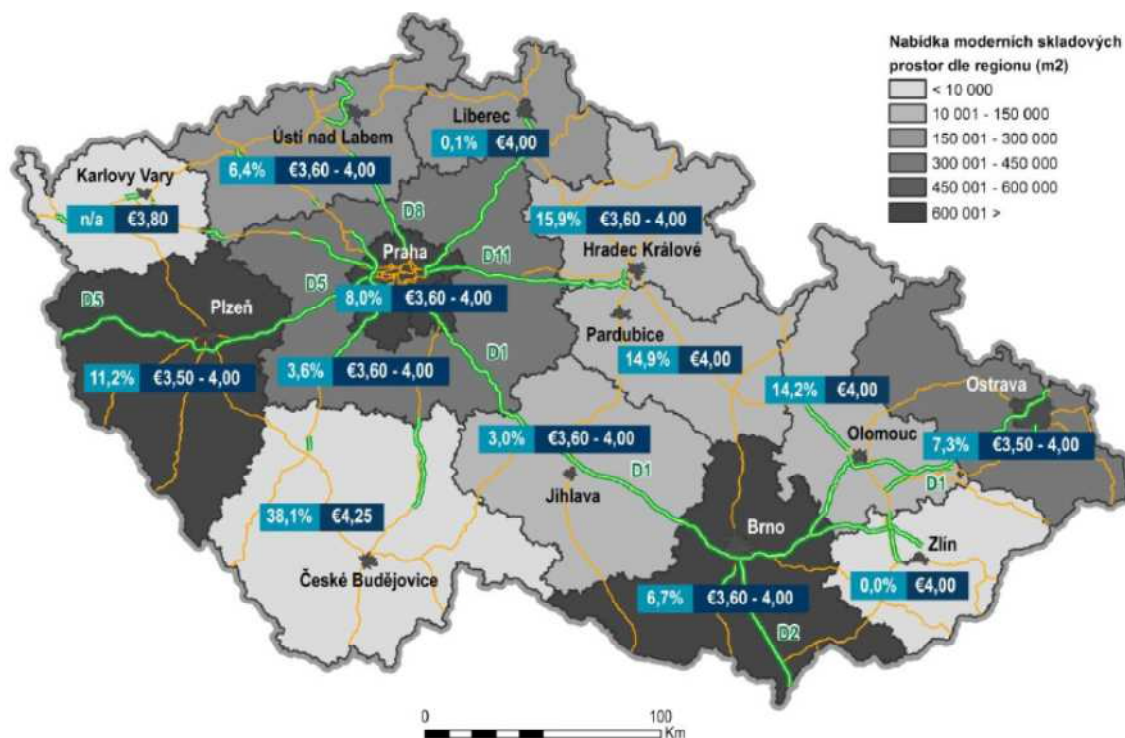 Nabídka moderních skladových
prostor dle regionu (m2)
< 10 000
10 001 - 150 000
150 001 - 300 000
300 001 - 450 000
450 001 - 600 000
600 001 >
Liberec
0,1% €4,00
Ústí nad Labem
6,4% €3,60 - 4,00
Karlovy Vary
n/a €3,80
D8
15,9% €3,60 - 4,00
Hradec Králové
D11
Praha
8,0% €3,60 - 4,00
D5
D5
Plzeň
11,2% €3,50 - 4,00
3,6% €3,60 - 4,00
D1
Pardubice
14,9% €4,00
14,2% €4,00
Olomouc
Ostrava
7,3% €3,50 - 4,00
D1
3,0% €3,60 - 4,00
D1
Jihlava
38,1% €4,25
České Budějovice
Brno
6,7% €3,60 - 4,00
D2
Zlín
0,0% €4,00
0 100
Km